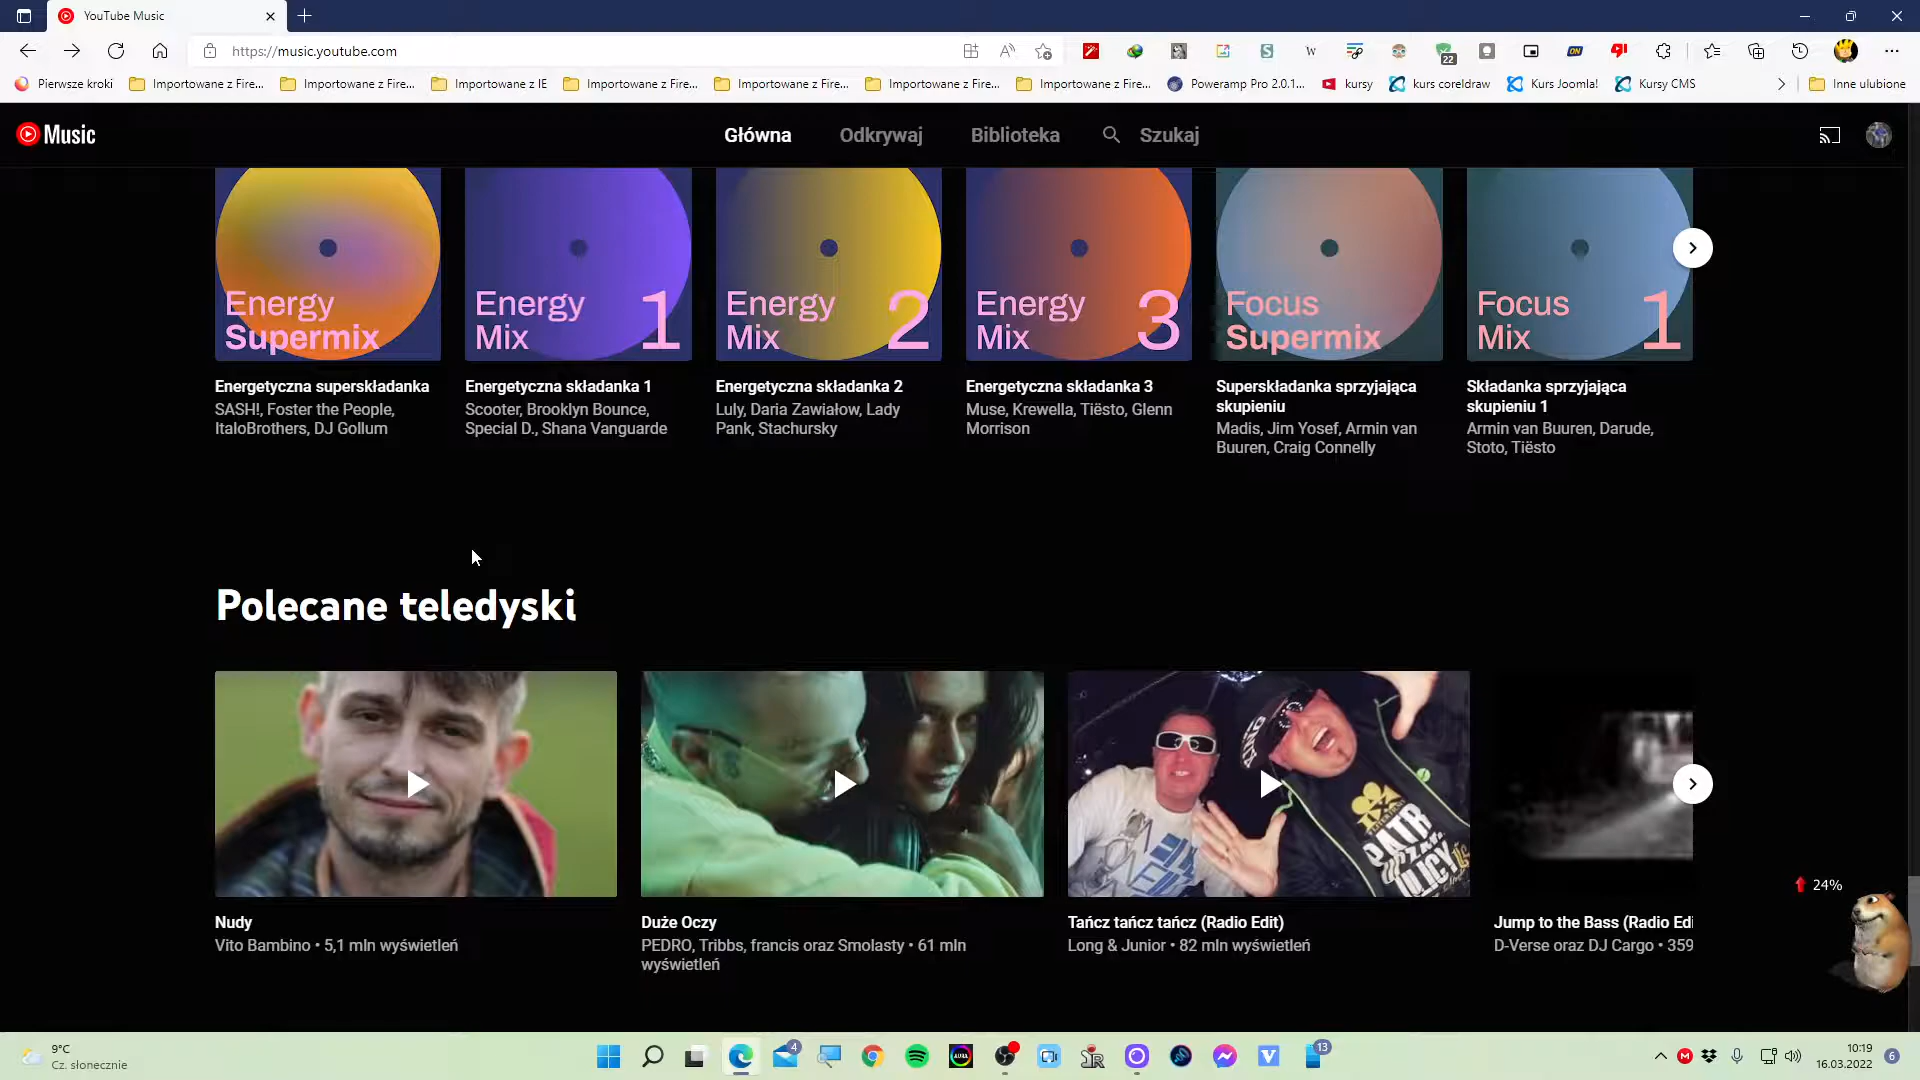 YouTube Music
https://music.youtube.com
22
ON
Pierwsze kroki
Importowane z Fire...
Importowane z Fire...
Importowane z IE
Importowane z Fire...
Importowane z Fire...
Importowane z Fire...
Importowane z Fire...
Poweramp Pro 2.0.1...
kursy
kurs coreldraw
Kurs Joomla!
Kursy CMS
Inne ulubione
Music
Główna
Odkrywaj
Biblioteka
Szukaj
Energy
Supermix
Energy
Mix 1
Energy
Mix 2
Energy
Mix 3
Focus
Supermix
Focus
Mix 1
Energetyczna superskładanka
SASH!, Foster the People,
ItaloBrothers, DJ Gollum
Energetyczna składanka 1
Scooter, Brooklyn Bounce,
Special D., Shana Vanguarde
Energetyczna składanka 2
Luly, Daria Zawiałow, Lady
Pank, Stachursky
Energetyczna składanka 3
Muse, Krewella, Tiësto, Glenn
Morrison
Superskładanka sprzyjająca
skupieniu
Madis, Jim Yosef, Armin van
Buuren, Craig Connelly
Składanka sprzyjająca
skupieniu 1
Armin van Buuren, Darude,
Stoto, Tiësto
Polecane teledyski
24%
Nudy
Vito Bambino • 5,1 mln wyświetleń
Duże Oczy
PEDRO, Tribbs, francis oraz Smolasty • 61 mln
wyświetleń
Tańcz tańcz tańcz (Radio Edit)
Long & Junior • 82 mln wyświetleń
Jump to the Bass (Radio Edi
D-Verse oraz DJ Cargo • 359
9°C
Cz. słonecznie
4
AURA
13
10:19
16.03.2022
6